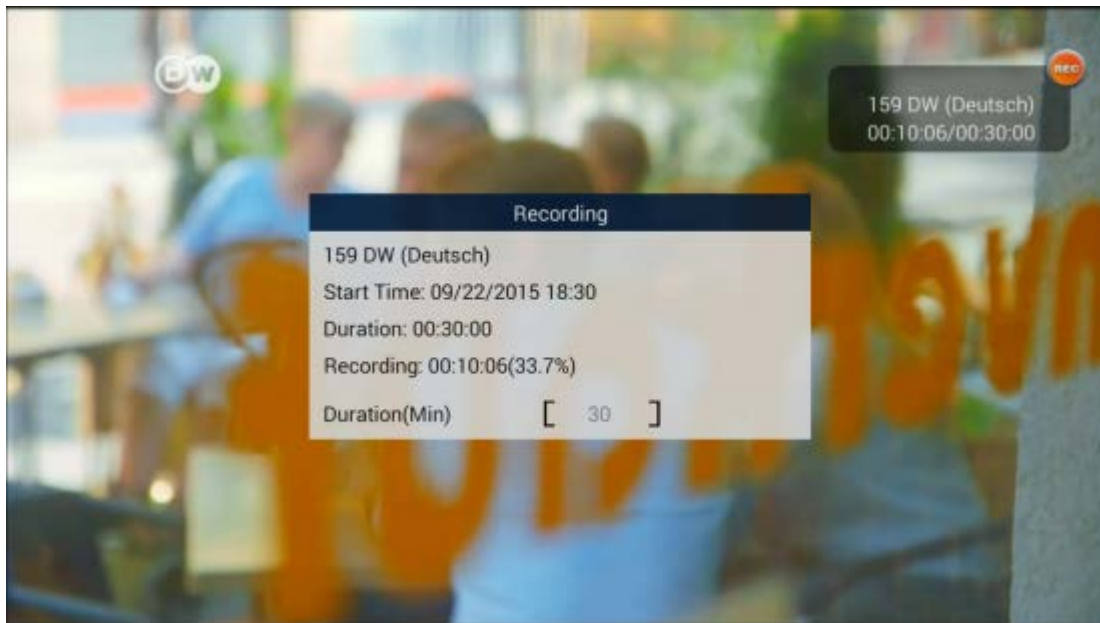 DW
REC
159 DW (Deutsch)
00:10:06/00:30:00
Recording
159 DW (Deutsch)
Start Time: 09/22/2015 18:30
Duration: 00:30:00
Recording: 00:10:06(33.7%)
Duration(Min) [ 30 ]